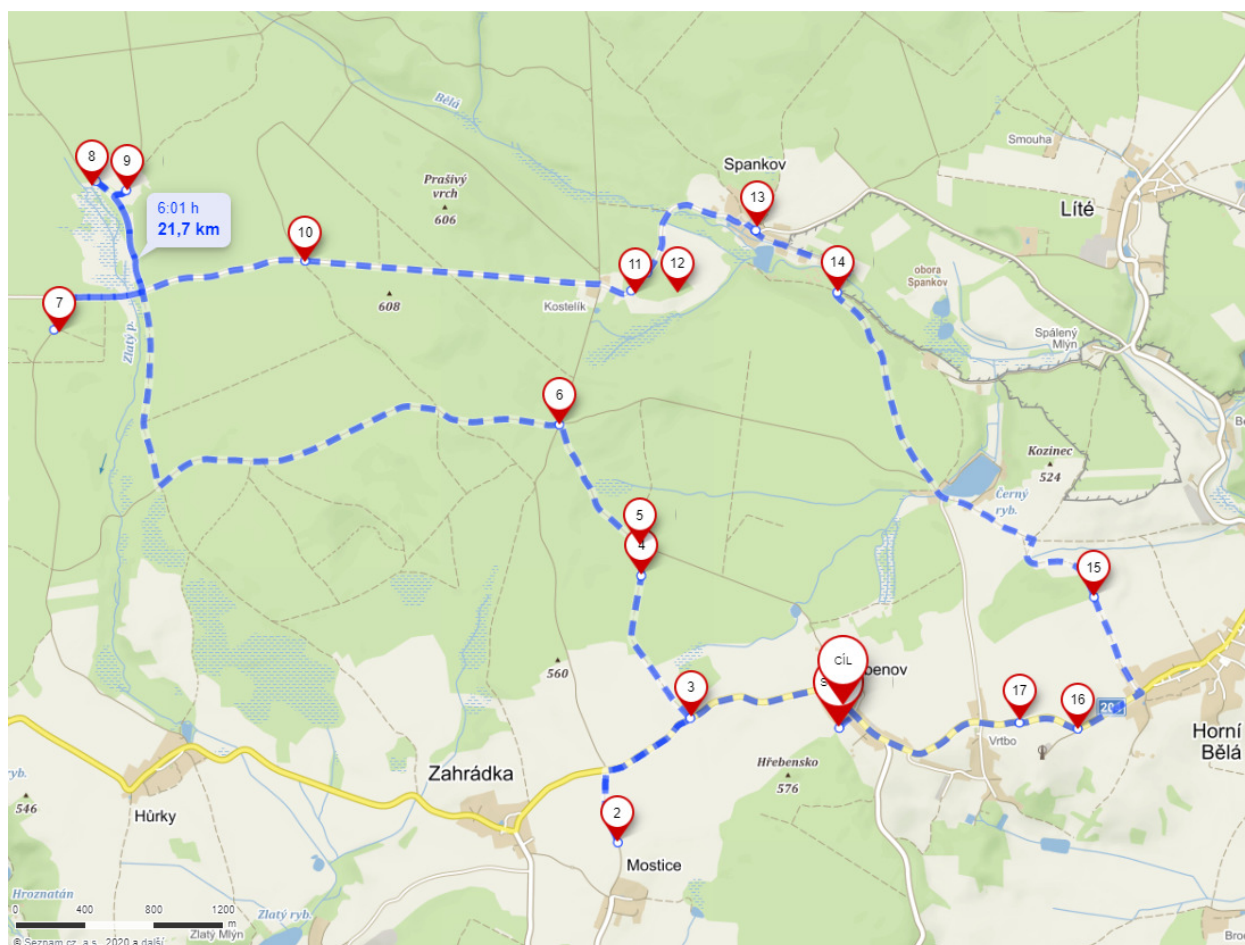 Bělá
Smouha
Spankov
8
9
Prašivý
vrch
606
13
Líté
6:01 h
21,7 km
10
11
12
14
obora
Spankov
608
Kostelík
7
Zlatý p.
Spálený
Mlýn
6
Kozinec
524
Černý
ryb.
5
4
15
560
CÍL
benov
3
17
16
Vrtbo
Horní
Bělá
Zahrádka
Hřebensko
576
ryb.
546
Hůrky
2
Mostice
Hroznatán
Zlatý ryb.
0 400 800 1200
m
Zlatý Mlýn
© Seznam.cz, a.s., 2020 a další